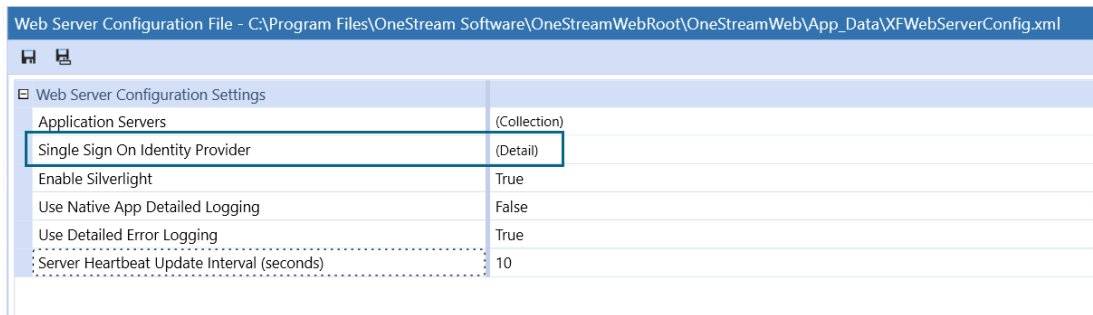 Web Server Configuration File - C:\Program Files\OneStream Software\OneStreamWebRoot\OneStreamWeb\App_Data\XFWebServerConfig.xml
Web Server Configuration Settings
Application Servers (Collection)
Single Sign On Identity Provider (Detail)
Enable Silverlight True
Use Native App Detailed Logging False
Use Detailed Error Logging True
Server Heartbeat Update Interval (seconds) 10